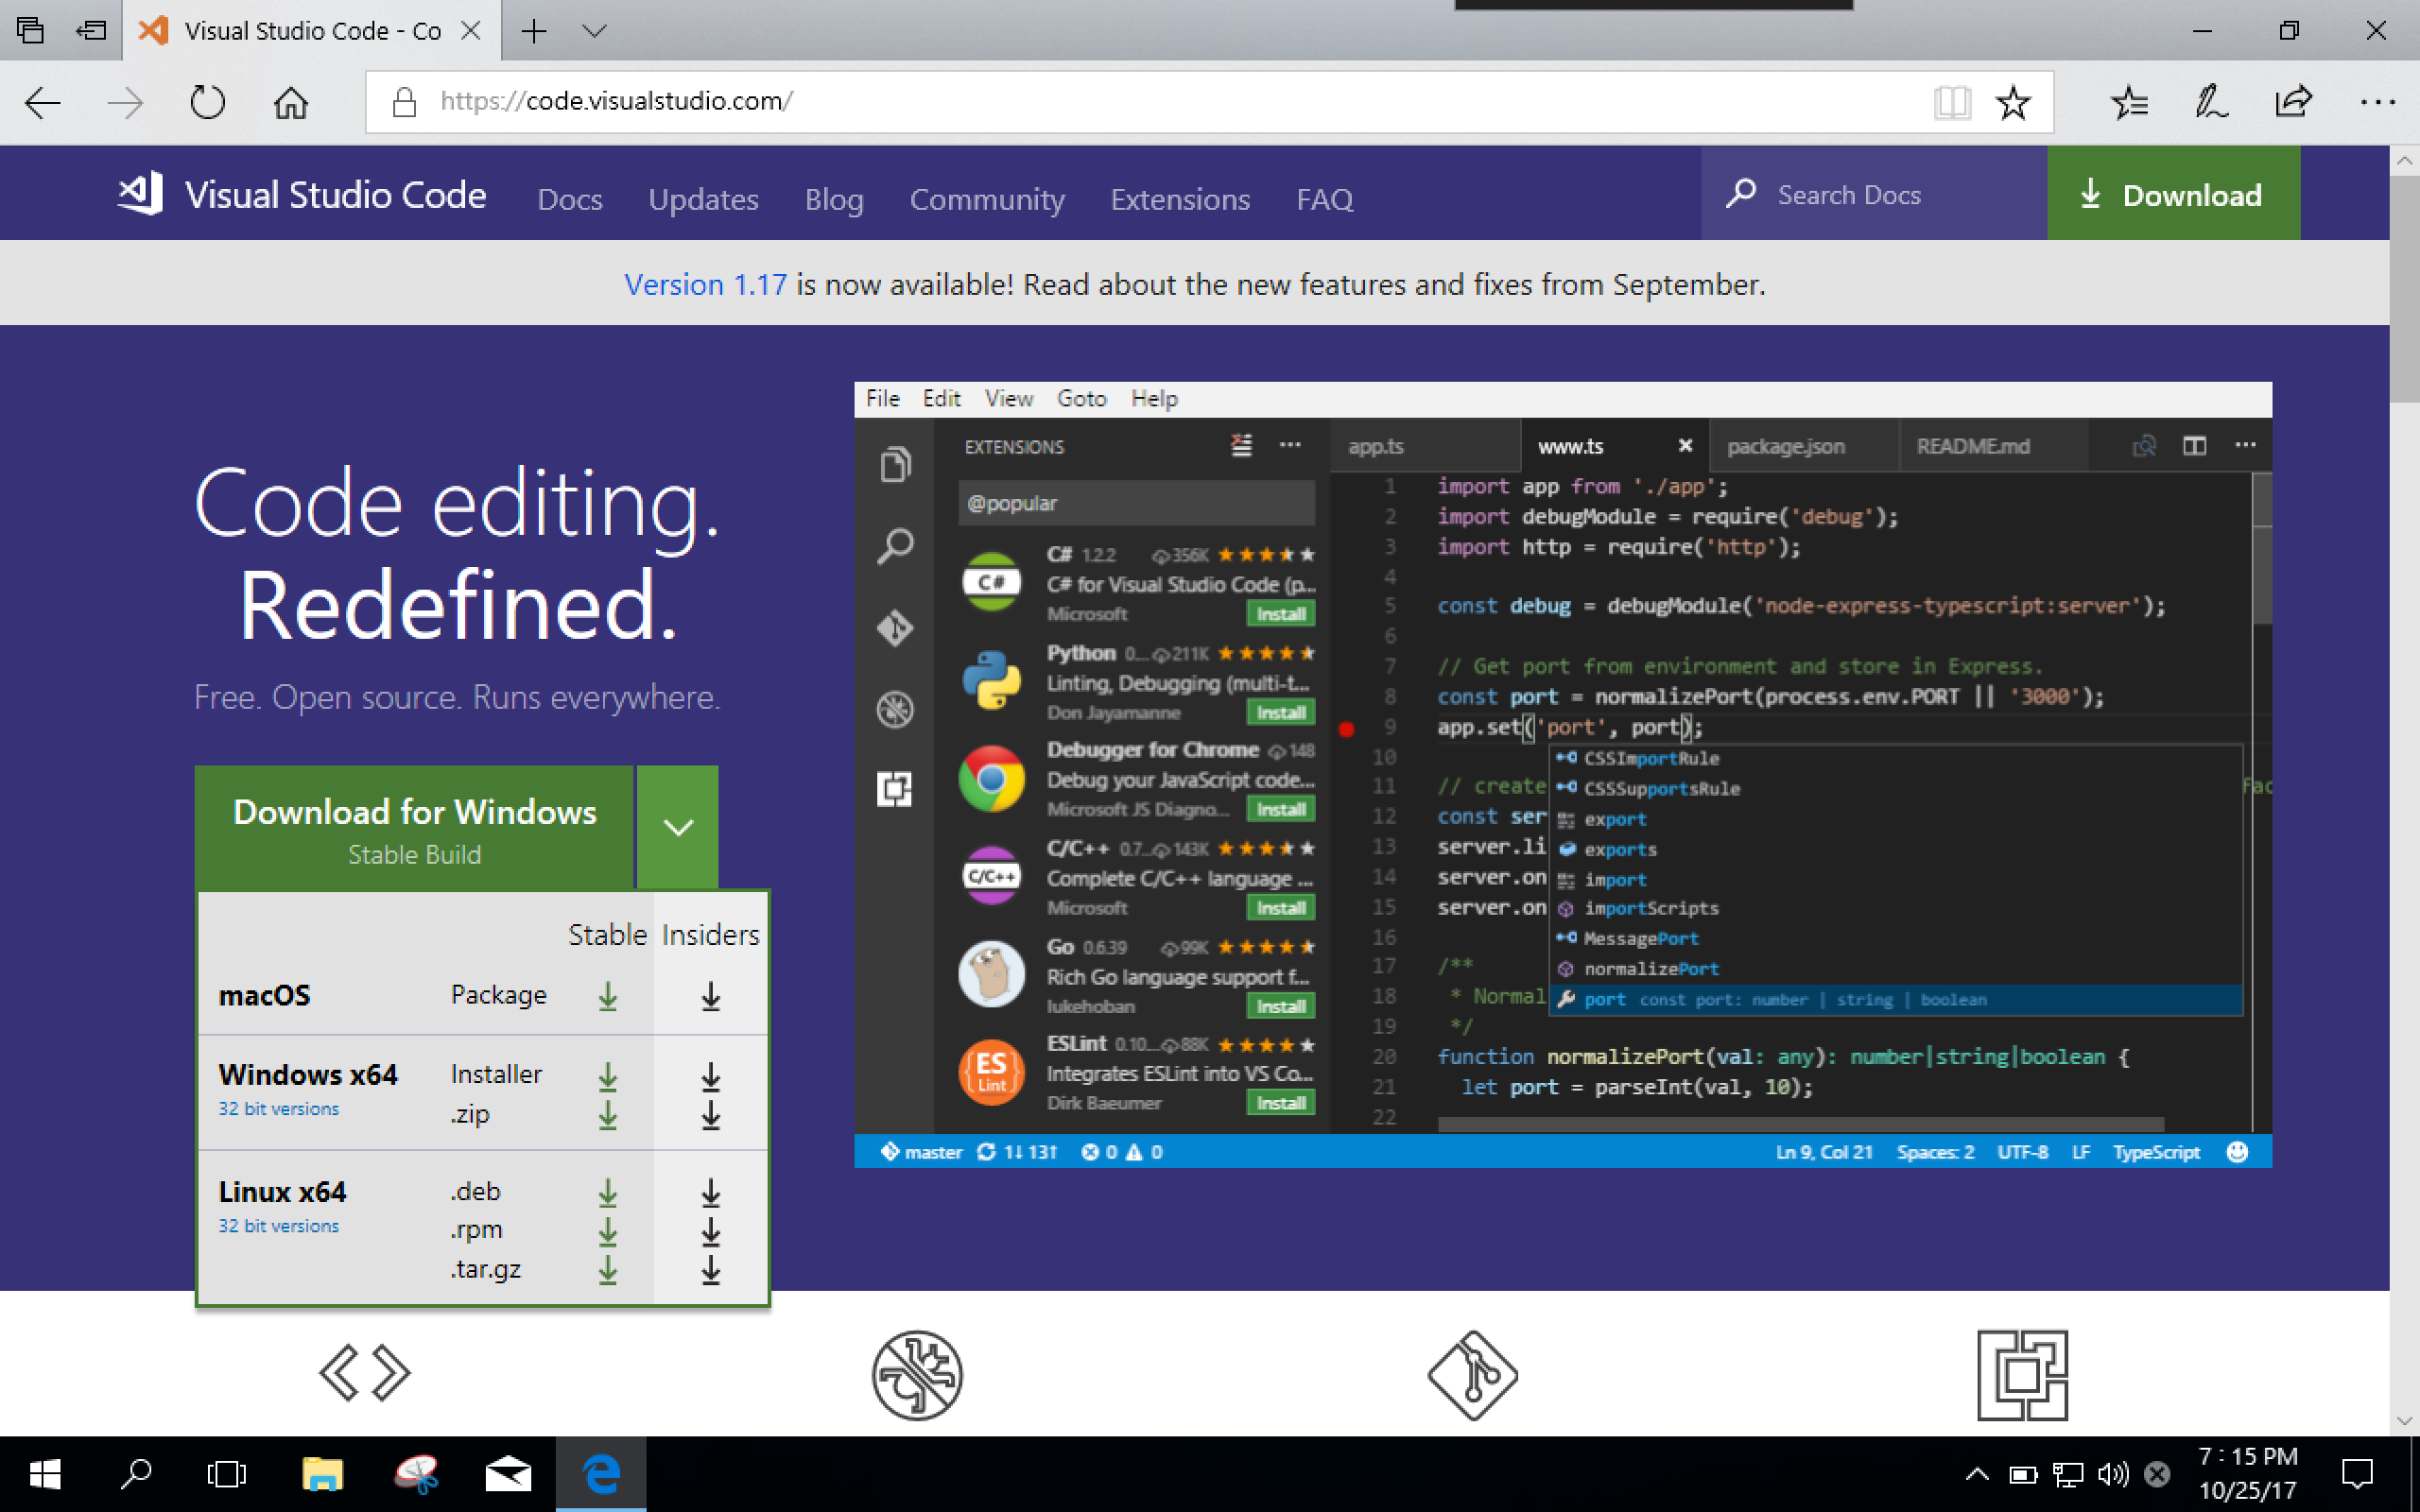 Visual Studio Code - Co
https://code.visualstudio.com/
Visual Studio Code
Docs
Updates
Blog
Community
Extensions
FAQ
Search Docs
Download
Version 1.17 is now available! Read about the new features and fixes from September.
Code editing.
Redefined.
Free. Open source. Runs everywhere.
Download for Windows
Stable Build
Stable Insiders
macOS Package
Windows x64 Installer
32 bit versions
.zip
Linux x64 .deb
32 bit versions
.rpm
.tar.gz
File Edit View Goto Help
EXTENSIONS
@popular
C# 1.2.2 356K
C# for Visual Studio Code (p...
Microsoft Install
Python 0.... 211K
Linting, Debugging (multi-t...
Don Jayamanne Install
Debugger for Chrome 148
Debug your JavaScript code...
Microsoft JS Diagno... Install
C/C++ 0.7... 143K
C/C++
Complete C/C++ language ...
Microsoft Install
Go 0.6.39 99K
Rich Go language support f...
lukehoban Install
ESLint 0.10.... 88K
ES Lint
Integrates ESLint into VS Co...
Dirk Baeumer Install
app.ts www.ts package.json README.md
1 import app from './app';
2 import debugModule = require('debug');
3 import http = require('http');
4
5 const debug = debugModule('node-express-typescript:server');
6
7 // Get port from environment and store in Express.
8 const port = normalizePort(process.env.PORT || '3000');
9 app.set('port', port);
10
11 // create
12 const ser
13 server.li
14 server.on
15 server.on
16
17 /**
18 * Normal
19 */
20 function normalizePort(val: any): number|string|boolean {
21 let port = parseInt(val, 10);
22
CSSImportRule
CSSSupportsRule
export
exports
import
importScripts
MessagePort
normalizePort
port const port: number | string | boolean
master 1↓ 13↑ 0 0
Ln 9, Col 21 Spaces: 2 UTF-8 LF TypeScript
7:15 PM
10/25/17